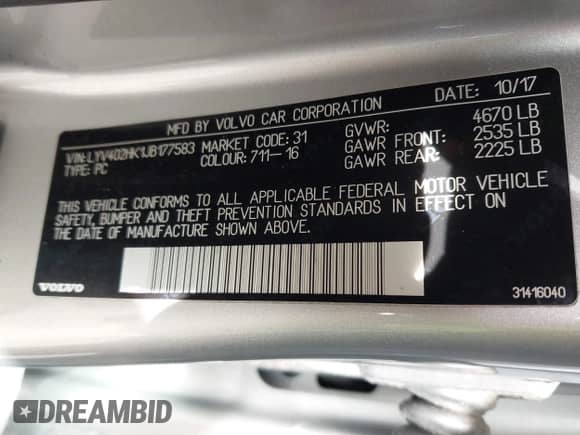 DATE: 10/17
MFD BY VOLVO CAR CORPORATION
VIN: LYV402HK1JB177583 MARKET CODE: 31 GVWR: 4670 LB
TYPE: PC COLOUR: 711-16 GAWR FRONT: 2535 LB
GAWR REAR: 2225 LB
THIS VEHICLE CONFORMS TO ALL APPLICABLE FEDERAL MOTOR VEHICLE
SAFETY, BUMPER AND THEFT PREVENTION STANDARDS IN EFFECT ON
THE DATE OF MANUFACTURE SHOWN ABOVE.
VOLVO 31416040
DREAMBID